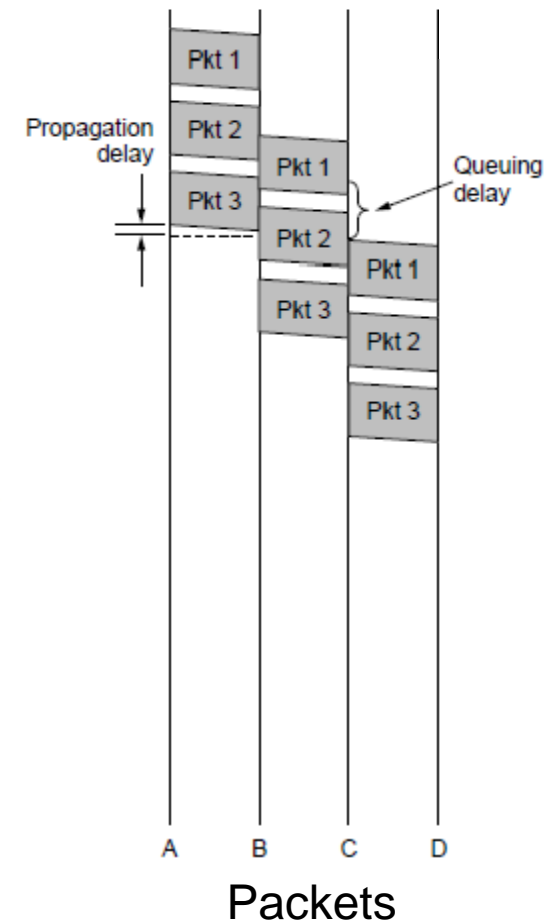 Pkt 1
Pkt 2
Pkt 3
Propagation
delay
Pkt 1
Pkt 2
Pkt 3
Queuing
delay
Pkt 1
Pkt 2
Pkt 3
A B C D
Packets